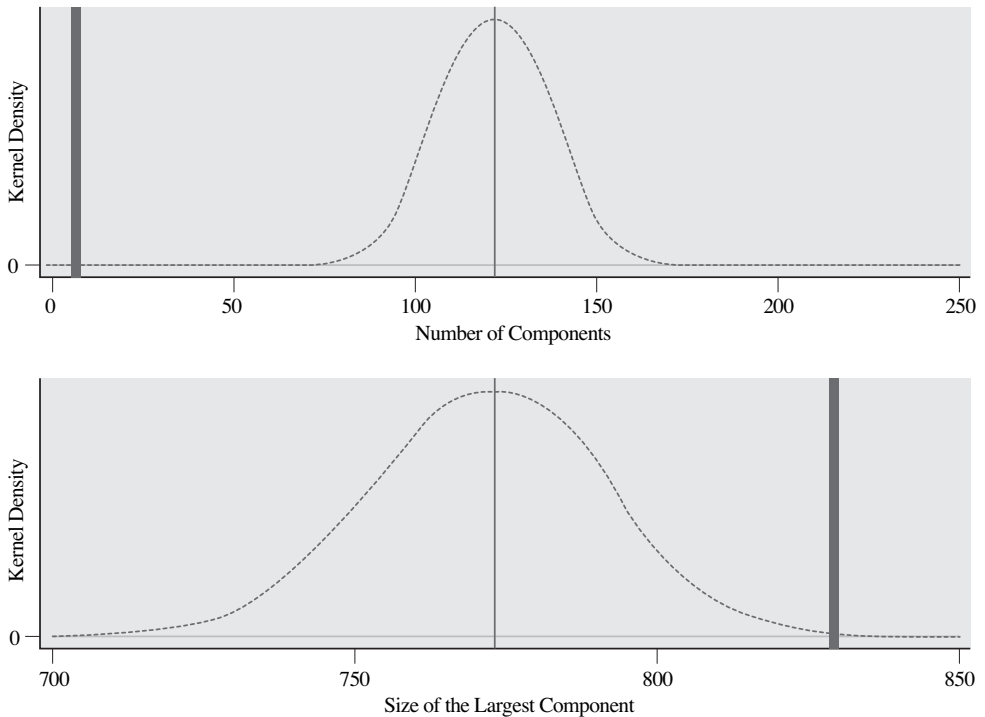 Kernel Density
0
0 50 100 150 200 250
Number of Components
Kernel Density
0
700 750 800 850
Size of the Largest Component